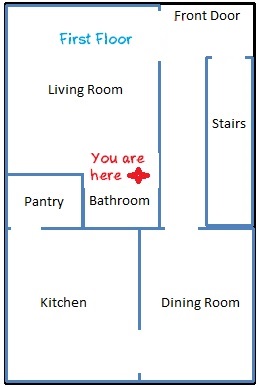 Front Door
First Floor
Living Room
Stairs
You are
here
Pantry
Bathroom
Kitchen
Dining Room